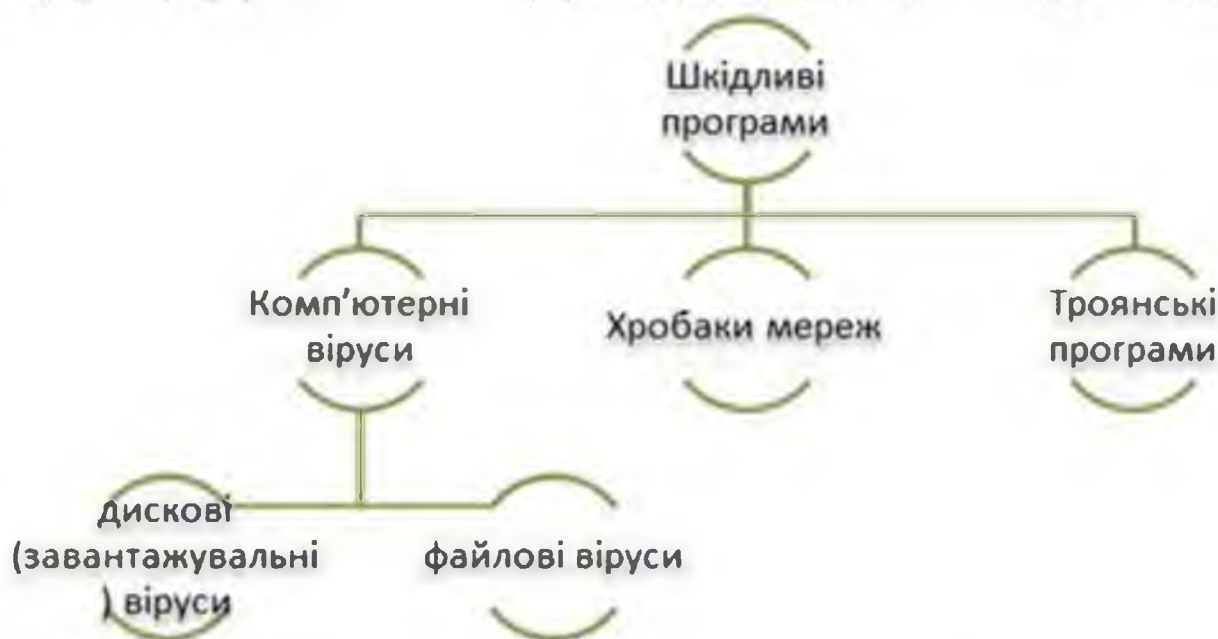 Шкідливі
програми
Комп'ютерні
віруси
Хробаки мереж
Троянські
програми
дискові
(завантажувальні
) віруси
файлові віруси